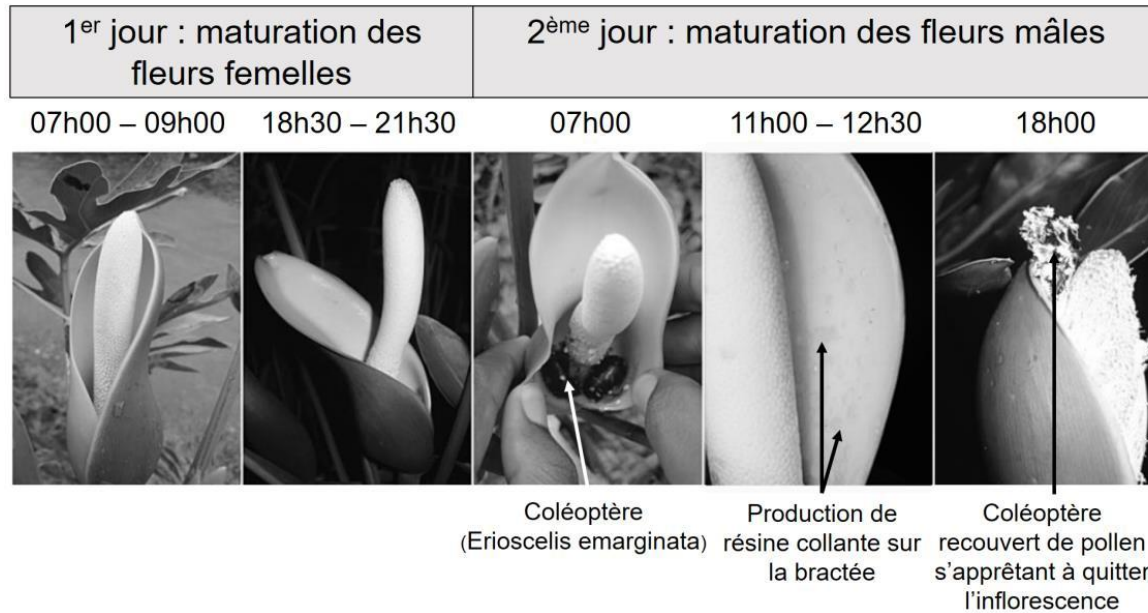 1er jour : maturation des
fleurs femelles
2ème jour : maturation des fleurs mâles
07h00 – 09h00
18h30 – 21h30
07h00
11h00 – 12h30
18h00
Coléoptère
(Erioscelis emarginata)
Production de
résine collante sur
la bractée
Coléoptère
recouvert de pollen
s’apprêtant à quitter
l’inflorescence